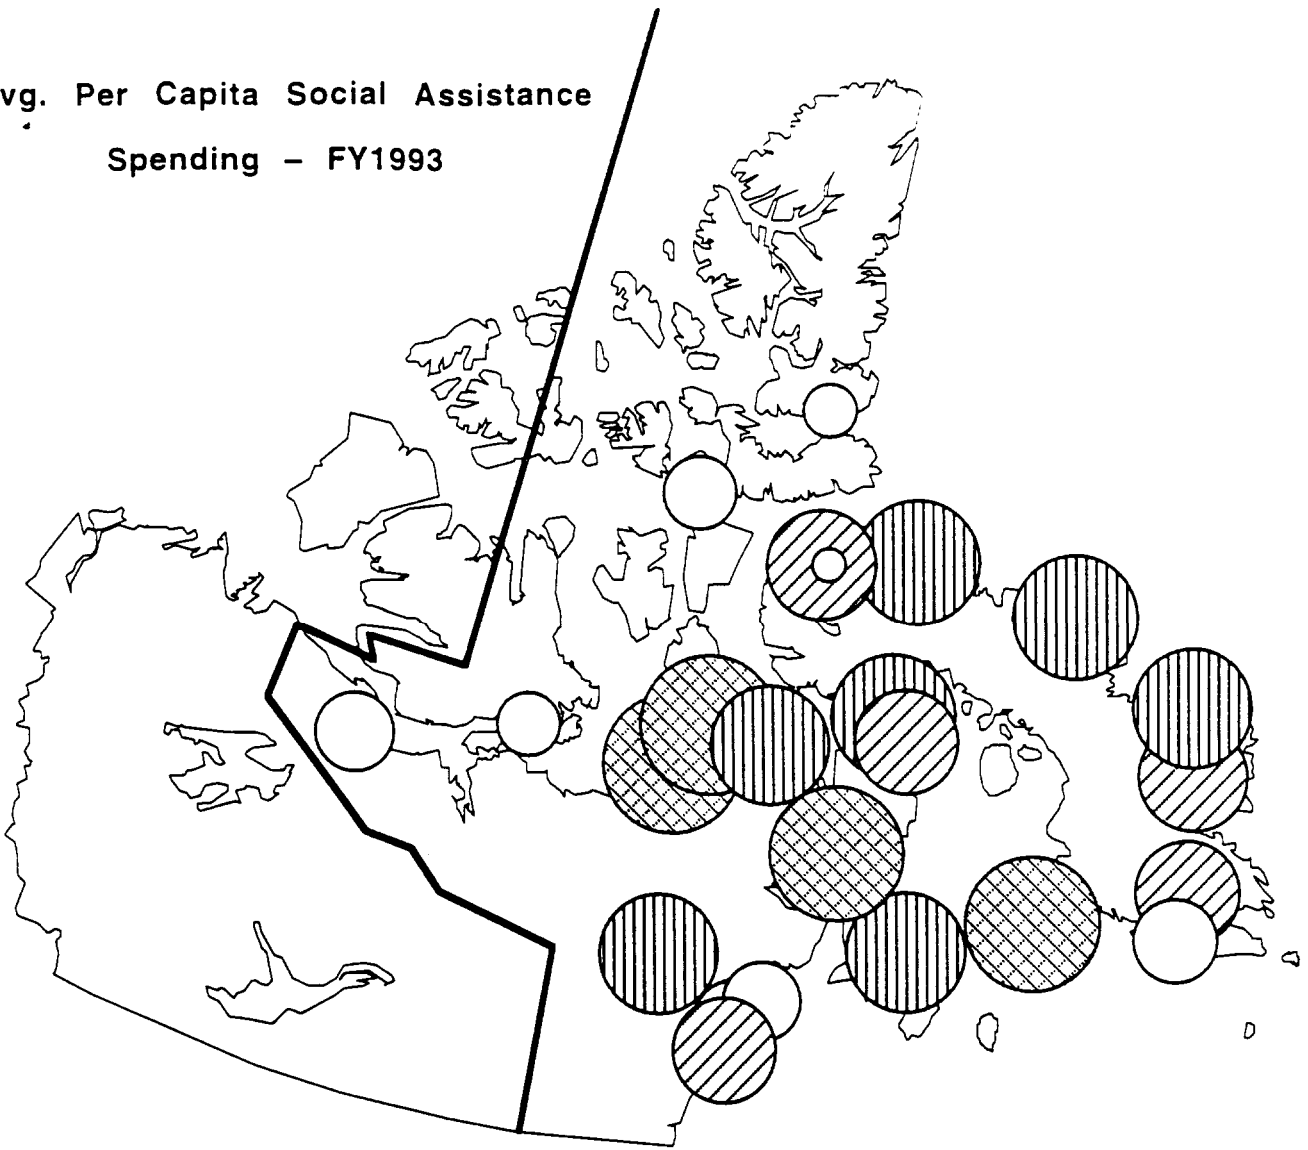 vg. Per Capita Social Assistance
Spending – FY1993